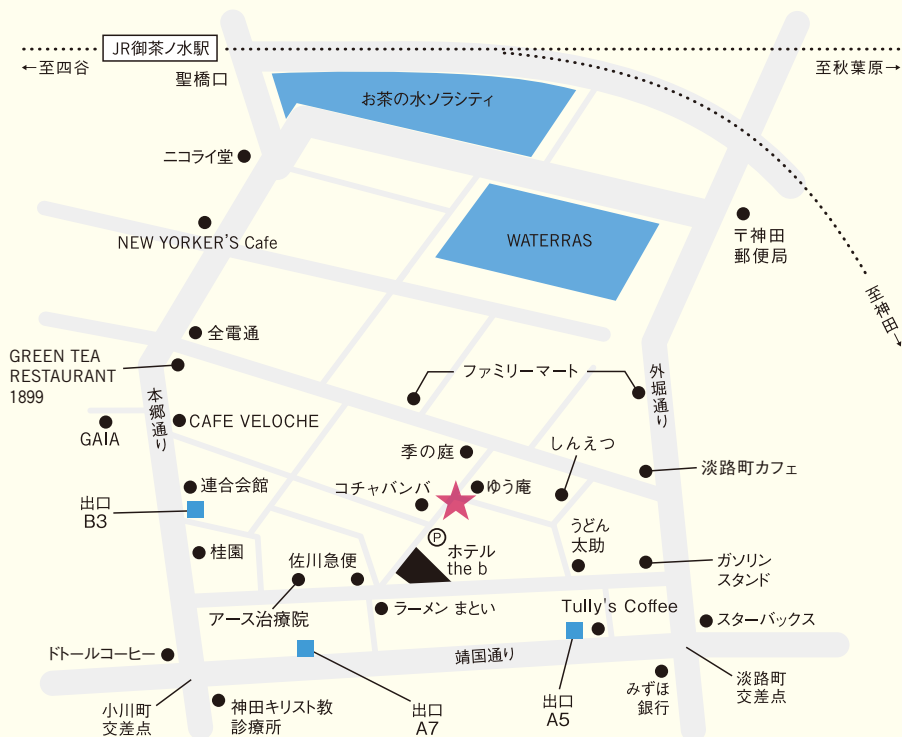 JR御茶ノ水駅
←至四谷
聖橋口
至秋葉原→
お茶の水ソラシティ
ニコライ堂
NEW YORKER'S Cafe
WATERRAS
〒神田
郵便局
至神田→
全電通
GREEN TEA
RESTAURANT
1899
ファミリーマート
外堀通り
本郷通り
CAFE VELOCHE
GAIA
季の庭
しんえつ
淡路町カフェ
連合会館
コチャバンバ
ゆう庵
出口
B3
P
桂園
佐川急便
ホテル
the b
うどん
太助
ガソリン
スタンド
アース治療院
ラーメン まとい
Tully's Coffee
スターバックス
ドトールコーヒー
靖国通り
小川町
交差点
神田キリスト教
診療所
出口
A7
出口
A5
みずほ
銀行
淡路町
交差点